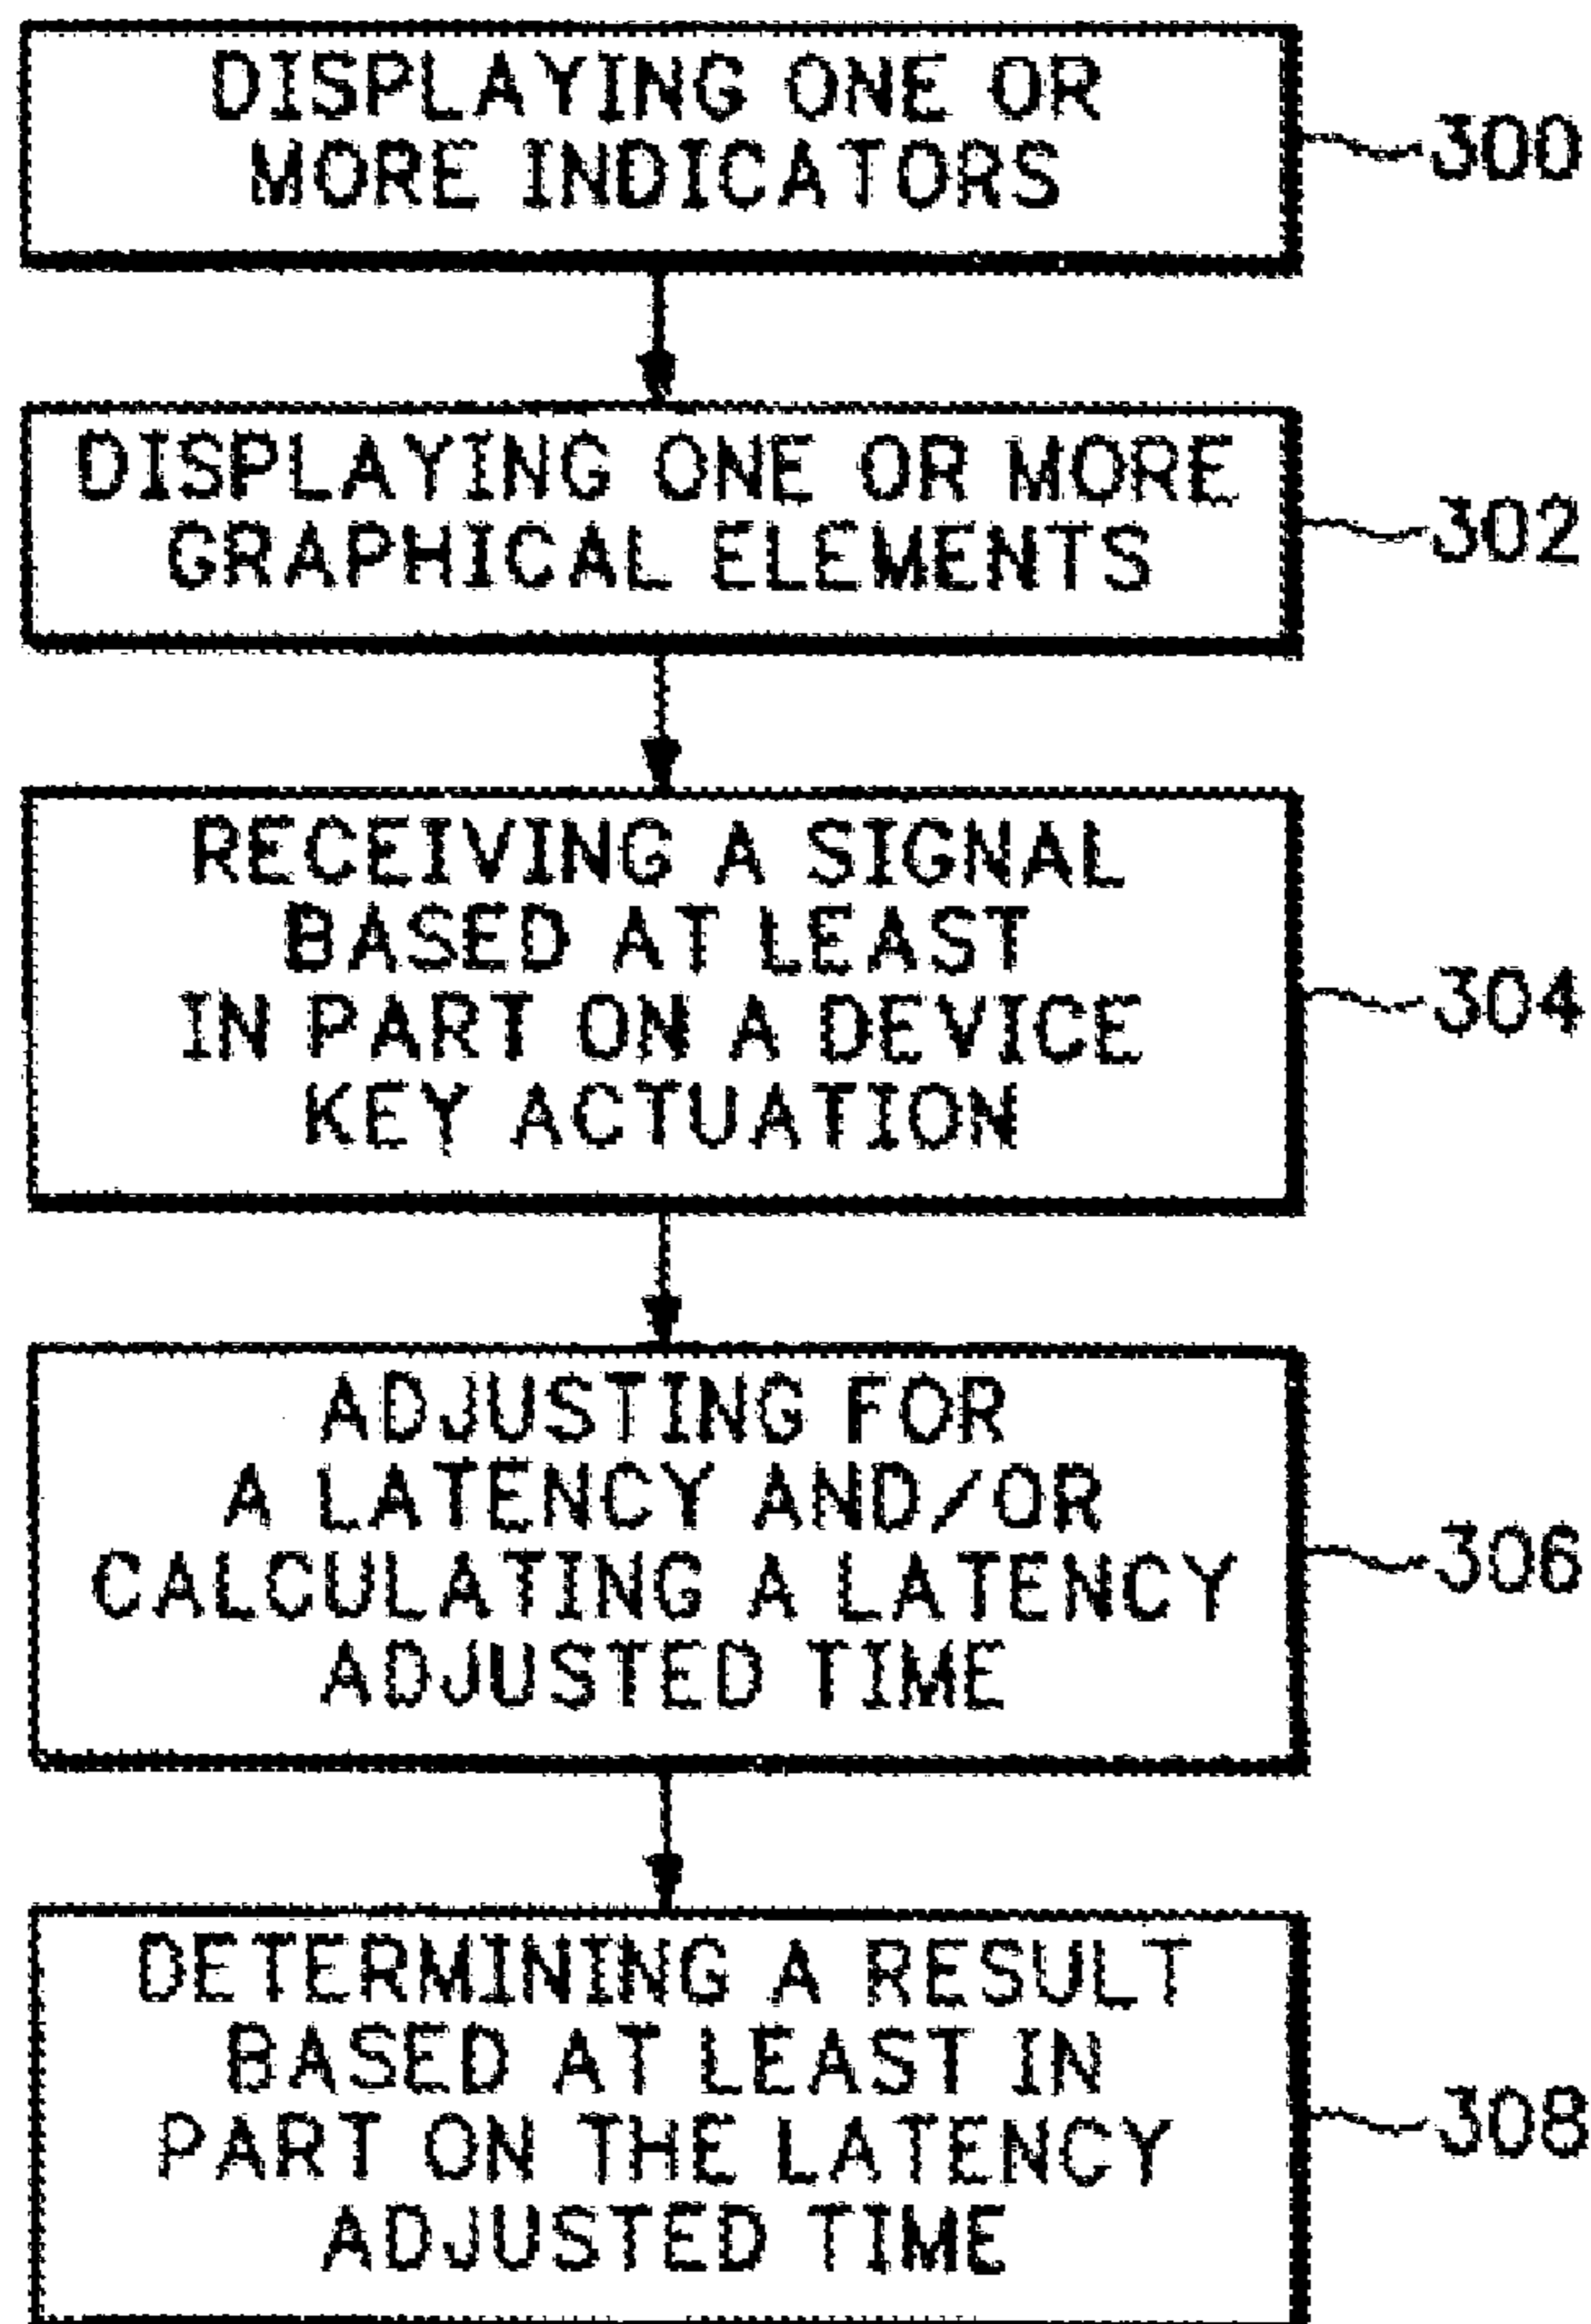 DISPLAYING ONE OR
MORE INDICATORS
300
DISPLAYING ONE OR MORE
GRAPHICAL ELEMENTS
302
RECEIVING A SIGNAL
BASED AT LEAST
IN PART ON A DEVICE
KEY ACTUATION
304
ADJUSTING FOR
A LATENCY AND/OR
CALCULATING A LATENCY
ADJUSTED TIME
306
DETERMINING A RESULT
BASED AT LEAST IN
PART ON THE LATENCY
ADJUSTED TIME
308